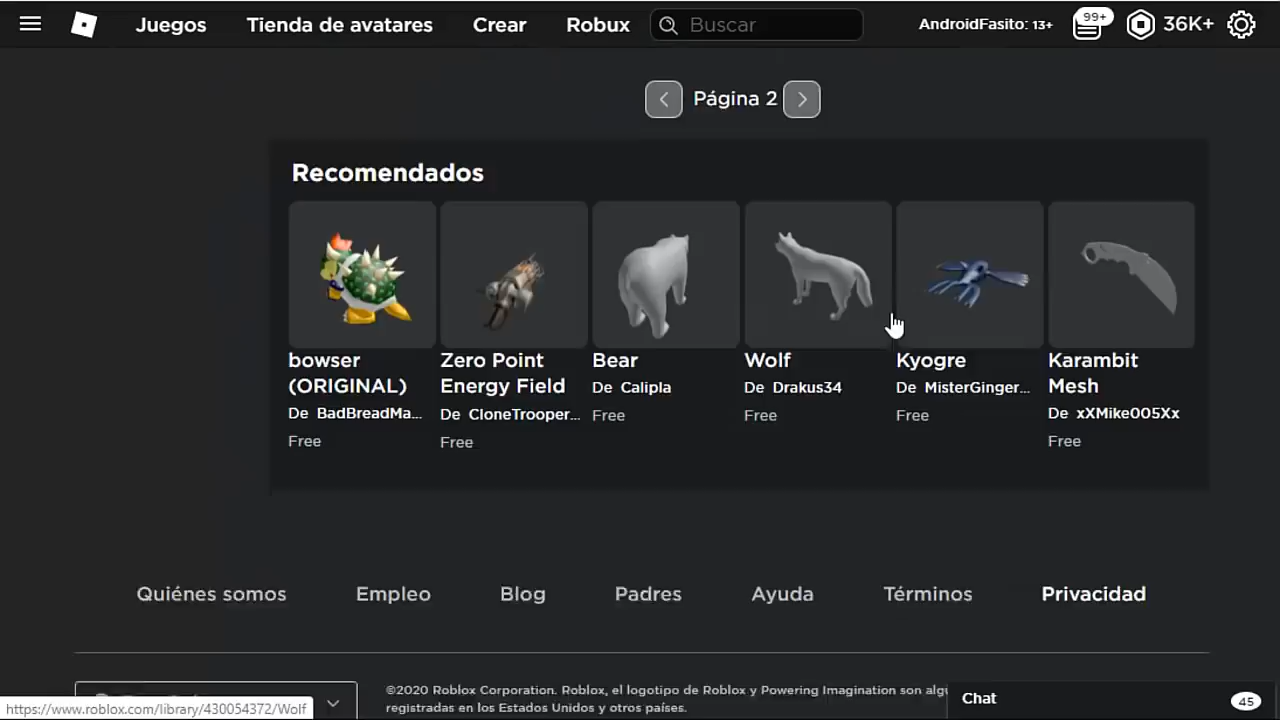 Juegos Tienda de avatares Crear Robux Buscar AndroidFasito: 13+ 99+ 36K+
Página 2
Recomendados
bowser (ORIGINAL)
De BadBreadMa...
Free
Zero Point Energy Field
De CloneTrooper...
Free
Bear
De Calipla
Free
Wolf
De Drakus34
Free
Kyogre
De MisterGinger...
Free
Karambit Mesh
De xXMike005Xx
Free
Quiénes somos Empleo Blog Padres Ayuda Términos Privacidad
©2020 Roblox Corporation. Roblox, el logotipo de Roblox y Powering Imagination son
registradas en los Estados Unidos y otros países.
Chat 45
https://www.roblox.com/library/430054372/Wolf